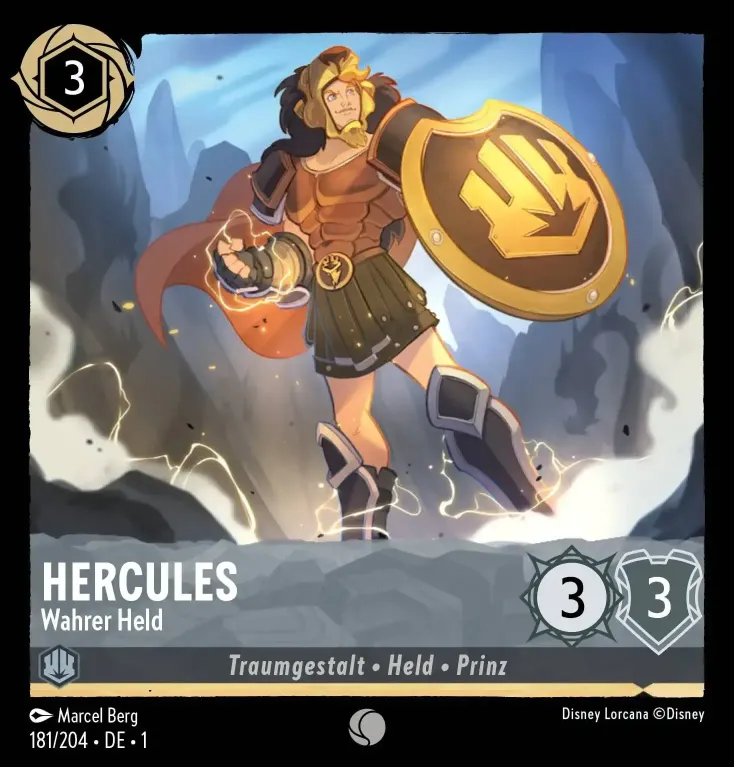 3
HERCULES
Wahrer Held
3
3
Traumgestalt • Held • Prinz
Marcel Berg
Disney Lorcana ©Disney
181/204 • DE • 1